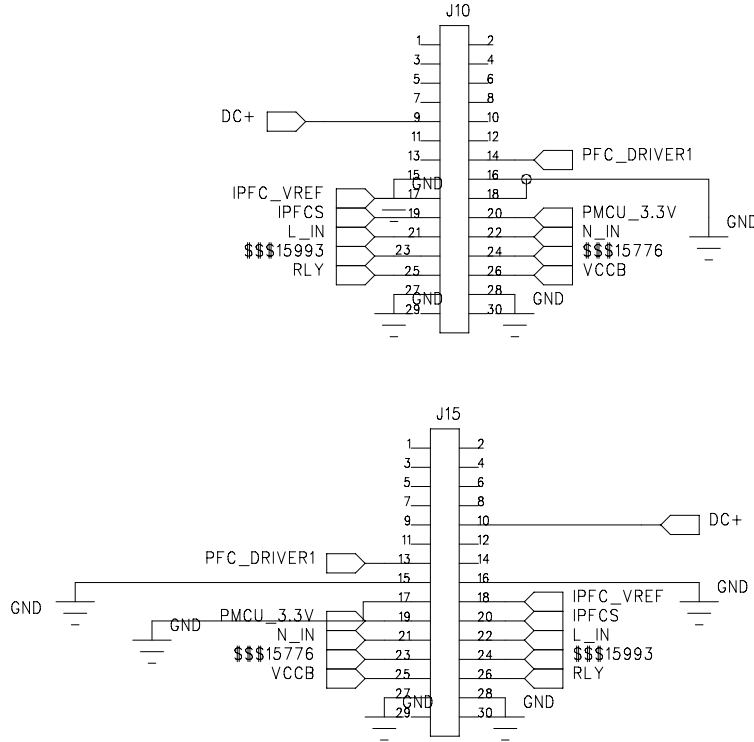 J10
1 2
3 4
5 6
7 8
DC+ 9 10
11 12
13 14 PFC_DRIVER1
15 GND 16
IPFC_VREF 17 18
IPFCS 19 20 PMCU_3.3V GND
L_IN 21 22 N_IN
$$$15993 23 24 $$$15776
RLY 25 26 VCCB
27 GND 28 GND
29 30
J15
1 2
3 4
5 6
7 8
9 10 DC+
11 12
PFC_DRIVER1 13 14
15 16 GND
GND 17 18 IPFC_VREF
GND PMCU_3.3V 19 20 IPFCS
N_IN 21 22 L_IN
$$$15776 23 24 $$$15993
VCCB 25 26 RLY
27 GND 28 GND
29 30